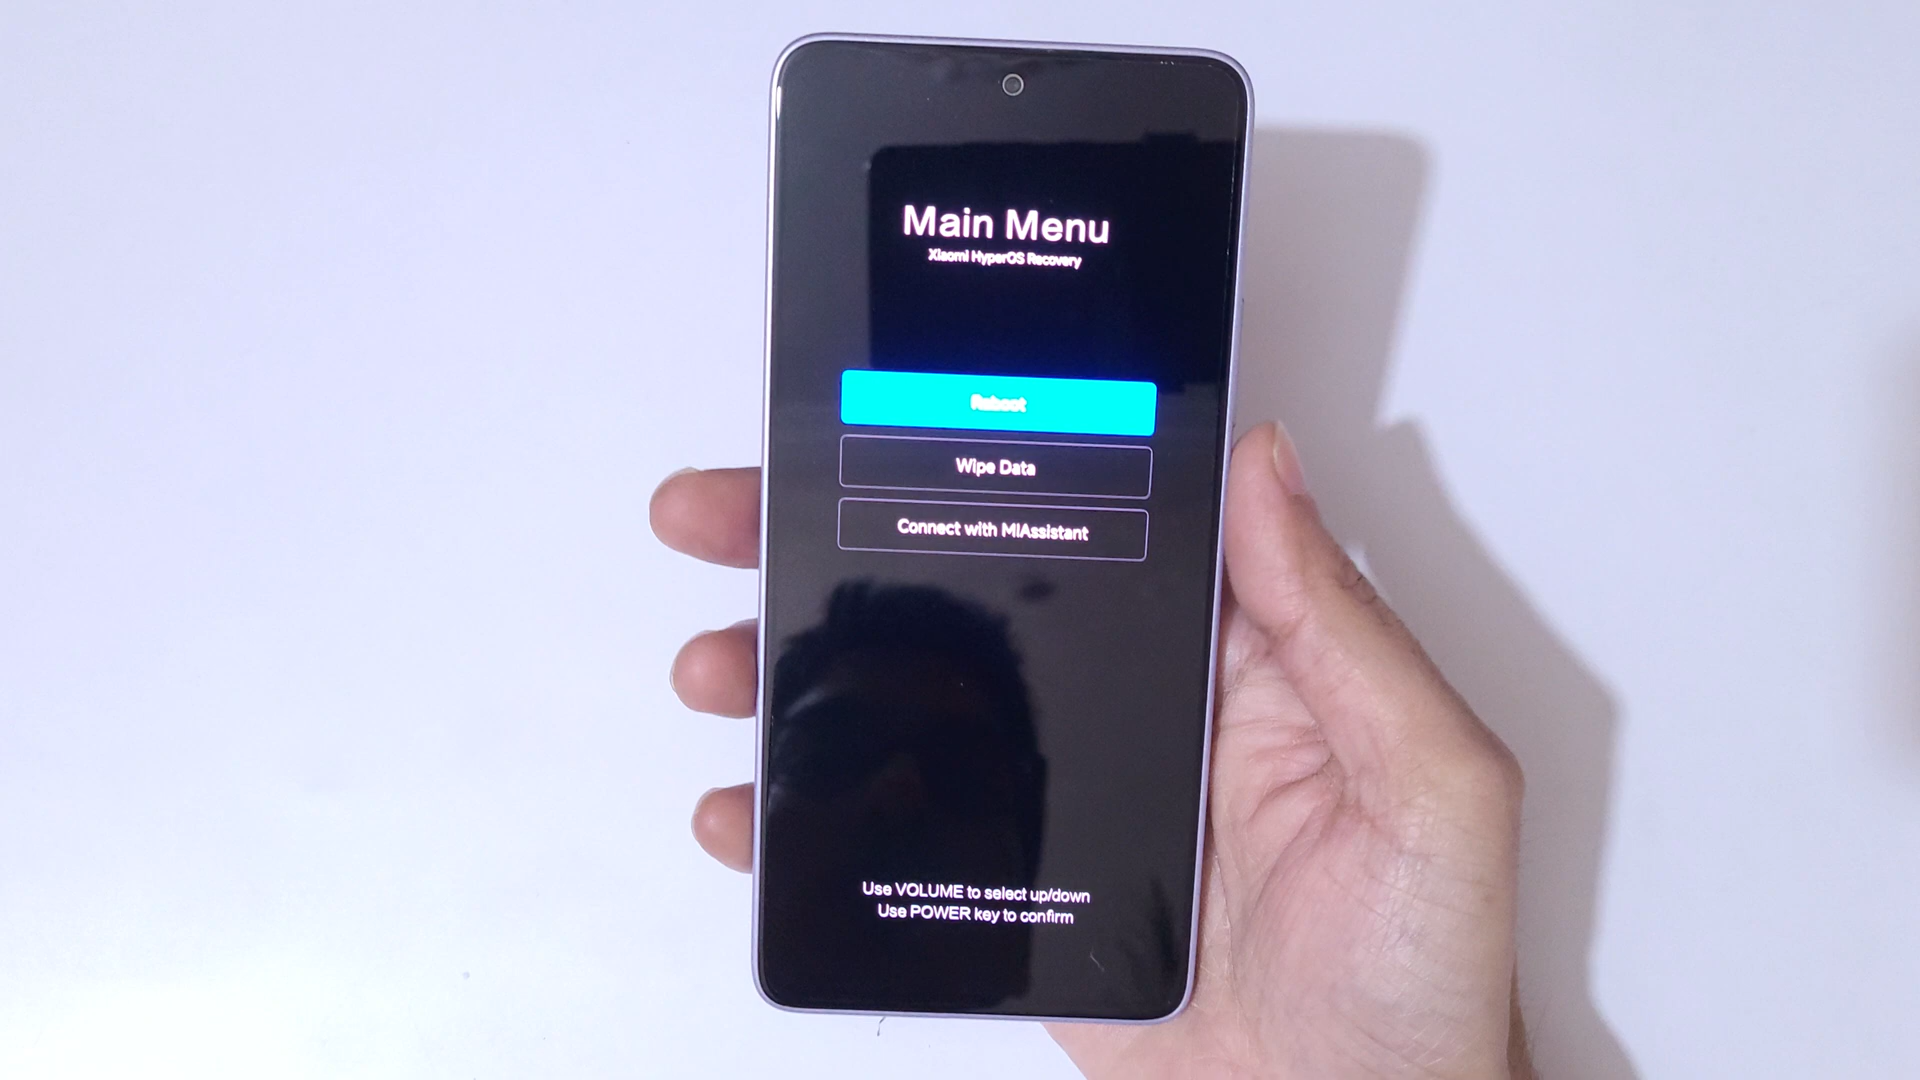 Main Menu
Xiaomi HyperOS Recovery
Reboot
Wipe Data
Connect with MIAssistant
Use VOLUME to select up/down
Use POWER key to confirm